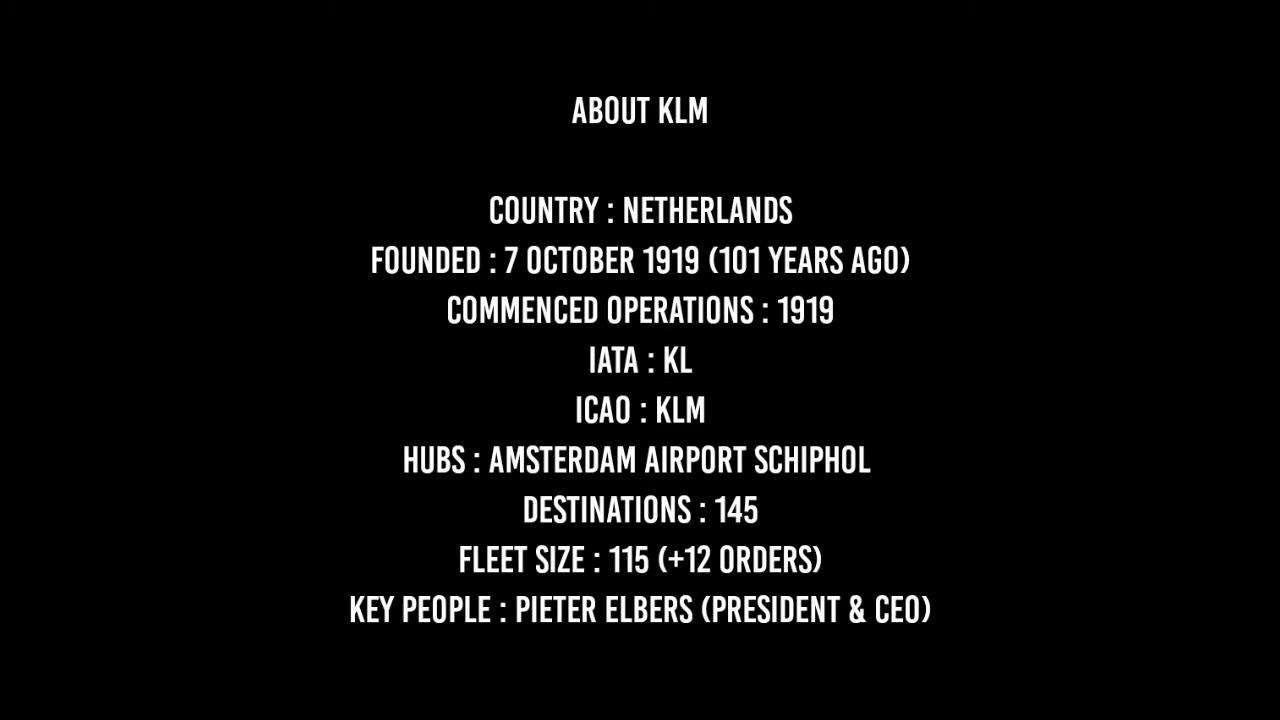 ABOUT KLM
COUNTRY : NETHERLANDS
FOUNDED : 7 OCTOBER 1919 (101 YEARS AGO)
COMMENCED OPERATIONS : 1919
IATA : KL
ICAO : KLM
HUBS : AMSTERDAM AIRPORT SCHIPHOL
DESTINATIONS : 145
FLEET SIZE : 115 (+12 ORDERS)
KEY PEOPLE : PIETER ELBERS (PRESIDENT & CEO)